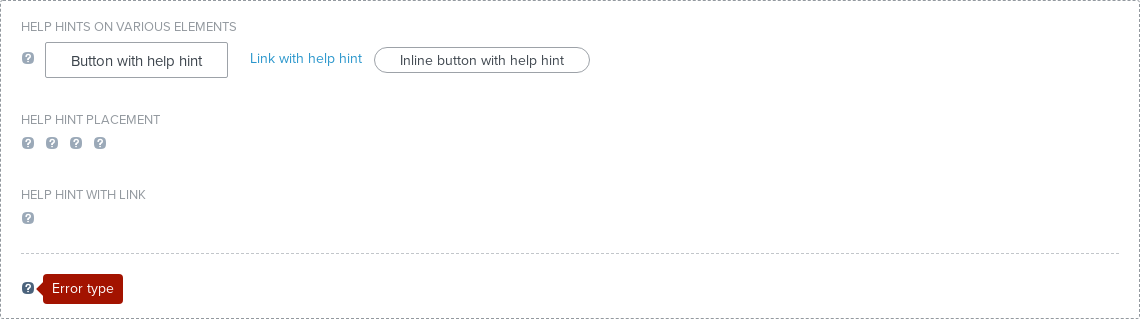 HELP HINTS ON VARIOUS ELEMENTS
? Button with help hint Link with help hint Inline button with help hint
HELP HINT PLACEMENT
? ? ? ?
HELP HINT WITH LINK
?
? Error type